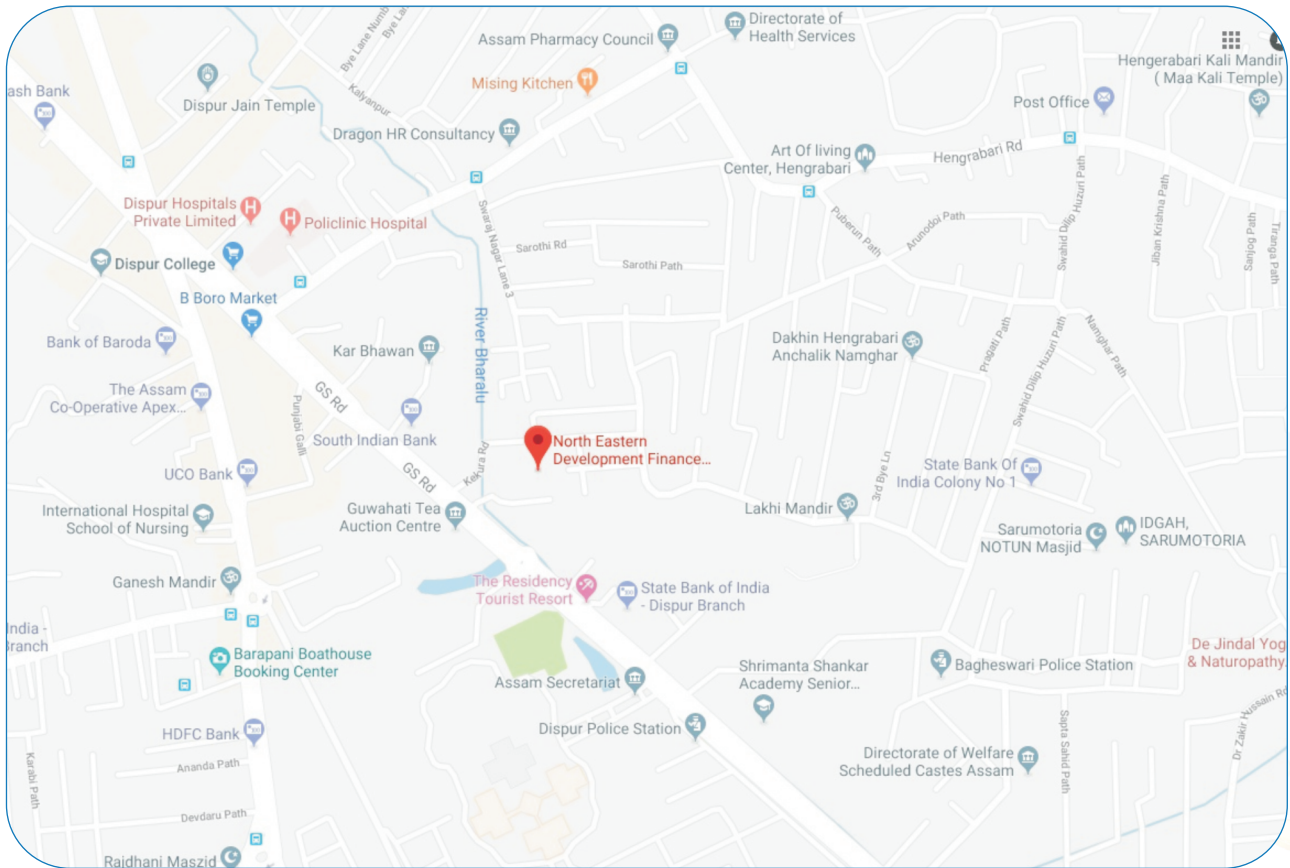 Directorate of
Health Services
Assam Pharmacy Council
Bye Lane Numb
Bye La
Hengerabari Kali Mandir
( Maa Kali Temple)
Mising Kitchen
ash Bank
Dispur Jain Temple
Kalyanpur
Post Office
Dragon HR Consultancy
Art Of living
Center, Hengrabari
Hengrabari Rd
Dispur Hospitals
Private Limited
Policlinic Hospital
Swaraj Nagar Lane 3
Puberun Path
Arunodoi Path
Swahid Dilip Huzuri Path
Jiban Krishna Path
Sanjog Path
Tiranga Path
Sarothi Rd
Sarothi Path
Dispur College
B Boro Market
River Bharalu
Bank of Baroda
Kar Bhawan
Dakhin Hengrabari
Anchalik Namghar
Pragati Path
Namghar Path
Swahid Dilip Huzuri Path
The Assam
Co-Operative Apex...
GS Rd
Punjabi Galli
South Indian Bank
North Eastern
Development Finance...
UCO Bank
GS Rd
Kekura Rd
3rd Bye Ln
State Bank Of
India Colony No 1
International Hospital
School of Nursing
Guwahati Tea
Auction Centre
Lakhi Mandir
Sarumotoria
NOTUN Masjid
IDGAH,
SARUMOTORIA
Ganesh Mandir
The Residency
Tourist Resort
State Bank of India
- Dispur Branch
India -
Branch
Barapani Boathouse
Booking Center
De Jindal Yog
& Naturopathy.
Shrimanta Shankar
Academy Senior...
Bagheswari Police Station
Assam Secretariat
Dispur Police Station
HDFC Bank
Directorate of Welfare
Scheduled Castes Assam
Sapta Sahid Path
Dr Zakir Hussain Rd
Karabi Path
Ananda Path
Devdaru Path
Rajdhani Maszid